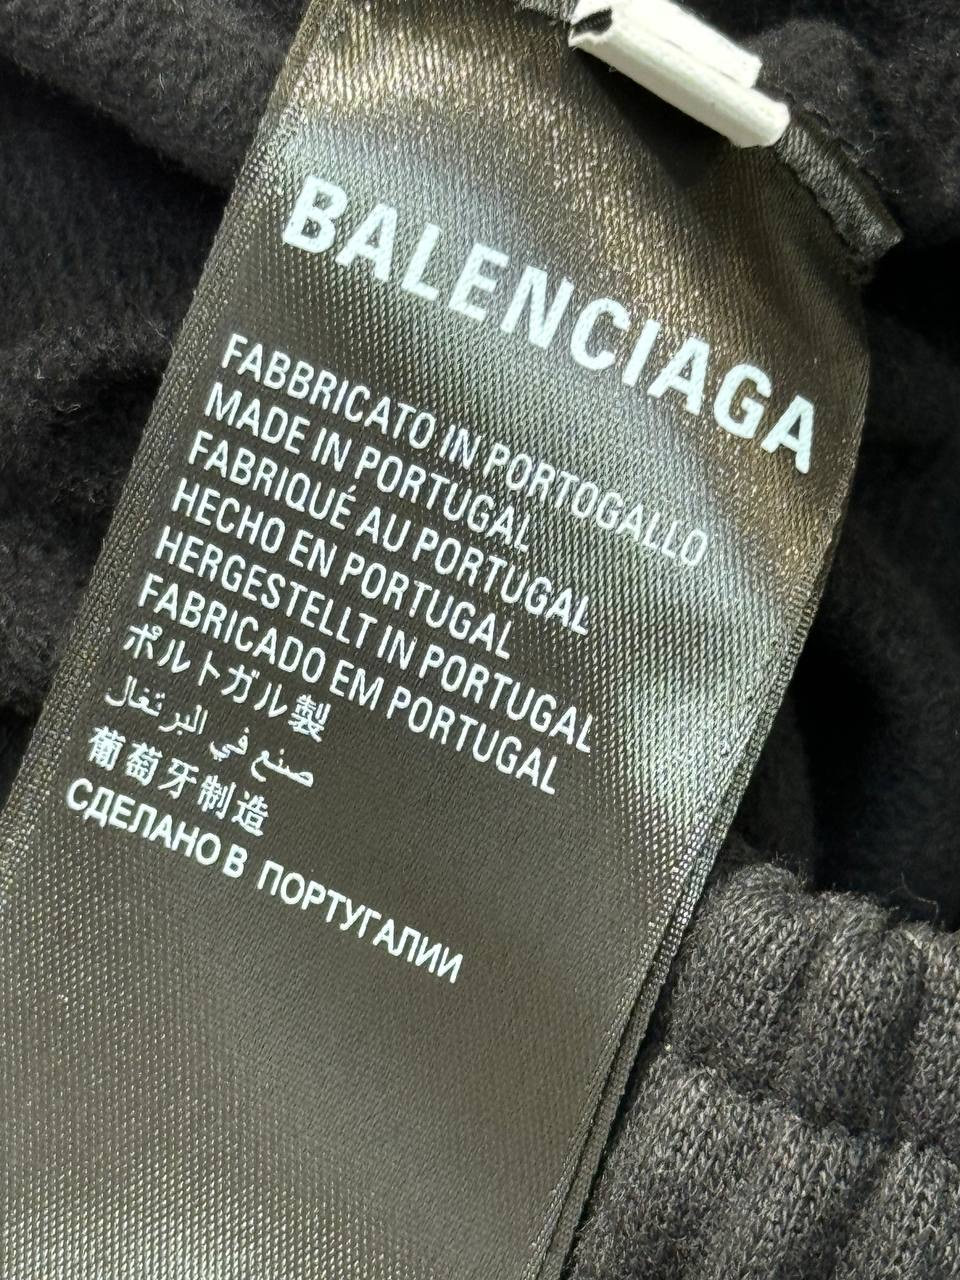 BALENCIAGA
FABBRICATO IN PORTOGALLO
MADE IN PORTUGAL
FABRIQUÉ AU PORTUGAL
HECHO EN PORTUGAL
HERGESTELLT IN PORTUGAL
FABRICADO EM PORTUGAL
ポルトガル製
صنع في البرتغال
葡萄牙制造
СДЕЛАНО В ПОРТУГАЛИИ